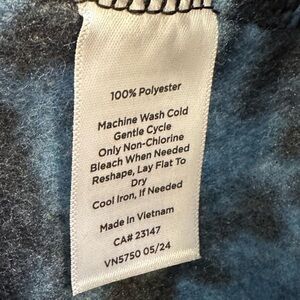 100% Polyester
Machine Wash Cold
Gentle Cycle
Only Non-Chlorine
Bleach When Needed
Reshape, Lay Flat To
Dry
Cool Iron, If Needed
Made In Vietnam
CA# 23147
VN5750 05/24